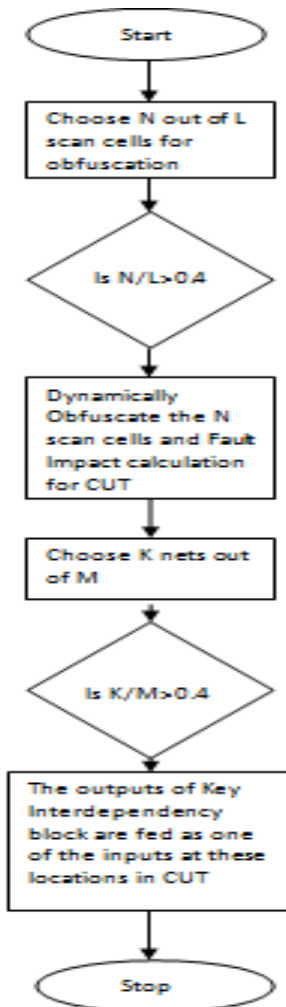 Start
Choose N out of L
scan cells for
obfuscation
Is N/L>0.4
Dynamically
Obfuscate the N
scan cells and Fault
Impact calculation
for CUT
Choose K nets out
of M
Is K/M>0.4
The outputs of Key
Interdependency
block are fed as one
of the inputs at these
locations in CUT
Stop